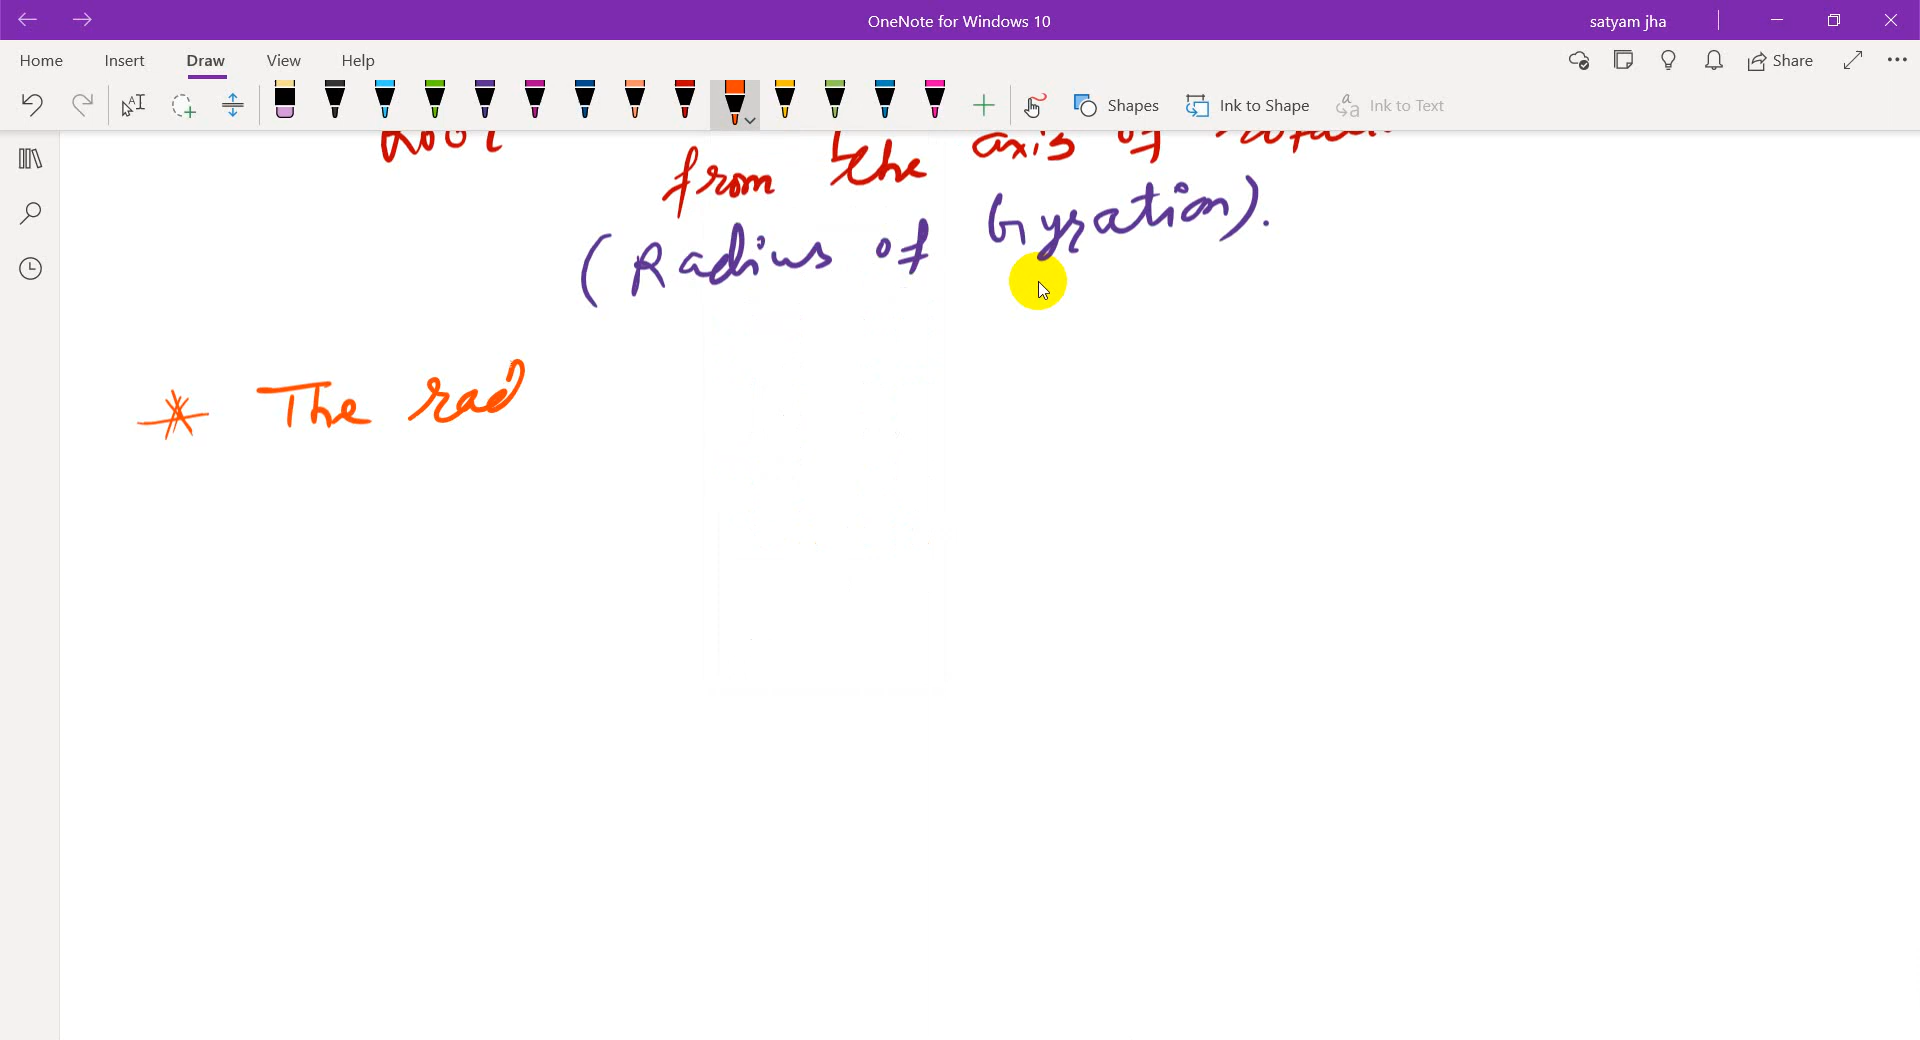 OneNote for Windows 10
satyam jha
Home Insert Draw View Help
Share
Shapes Ink to Shape Ink to Text
Root
from the axis of
(Radius of Gyration).
* The rad